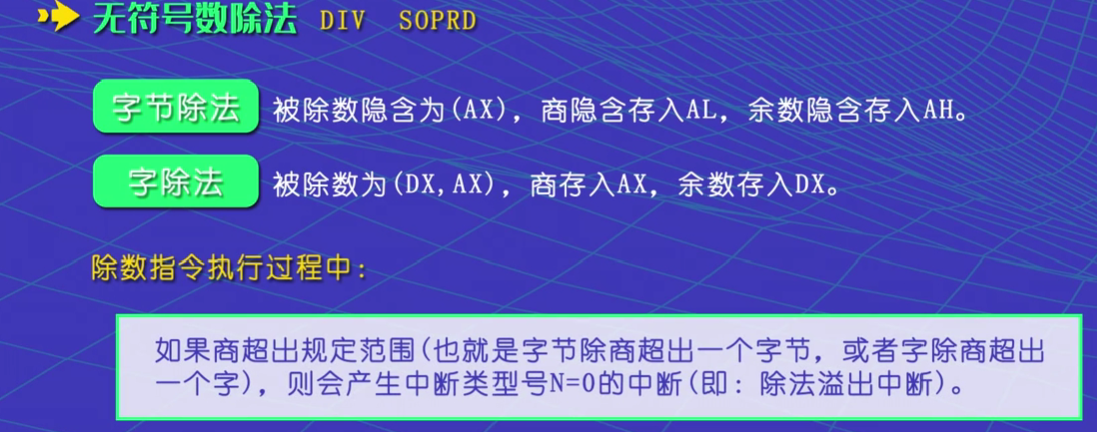 无符号数除法 DIV SOPRD
字节除法 被除数隐含为(AX)，商隐含存入AL，余数隐含存入AH。
字除法 被除数为(DX,AX)，商存入AX，余数存入DX。
除数指令执行过程中：
如果商超出规定范围(也就是字节除商超出一个字节，或者字除商超出
一个字)，则会产生中断类型号N=0的中断(即：除法溢出中断)。